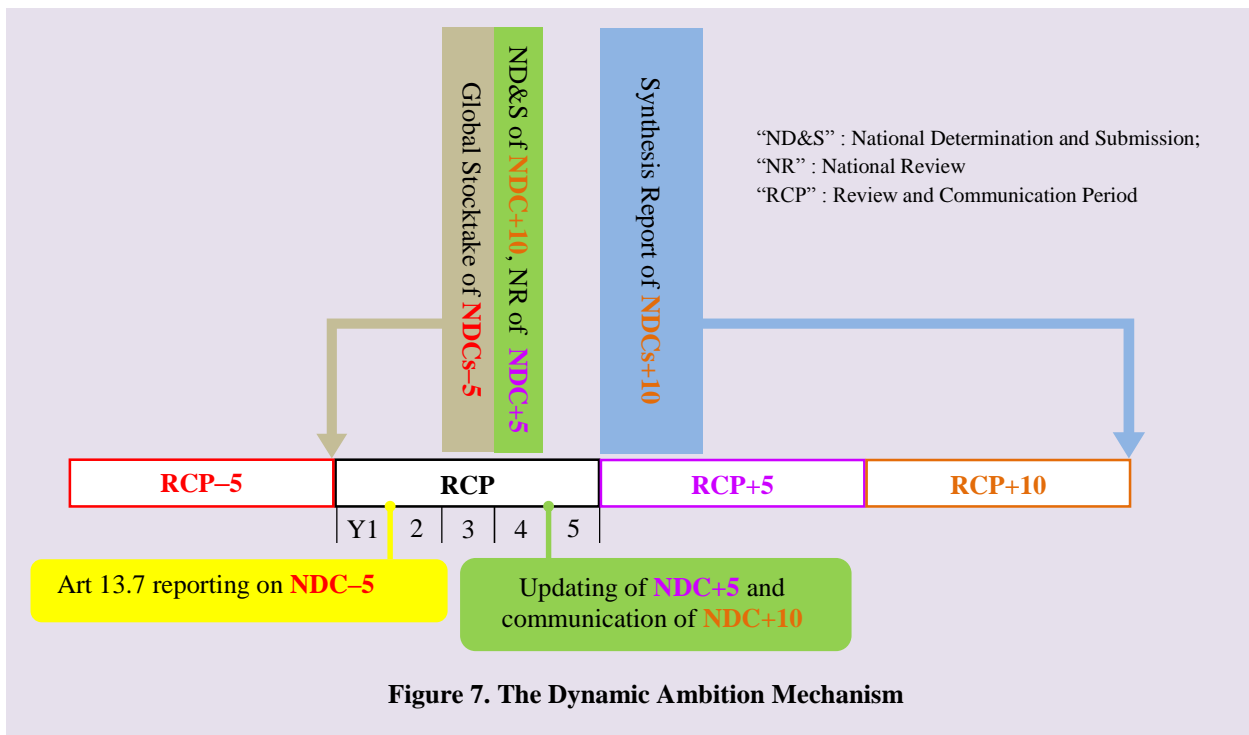 Global Stocktake of NDCs–5
ND&S of NDC+10, NR of NDC+5
Synthesis Report of NDCs+10
“ND&S” : National Determination and Submission;
“NR” : National Review
“RCP” : Review and Communication Period
RCP–5
RCP
RCP+5
RCP+10
Y1 2 3 4 5
Art 13.7 reporting on NDC–5
Updating of NDC+5 and
communication of NDC+10
Figure 7. The Dynamic Ambition Mechanism